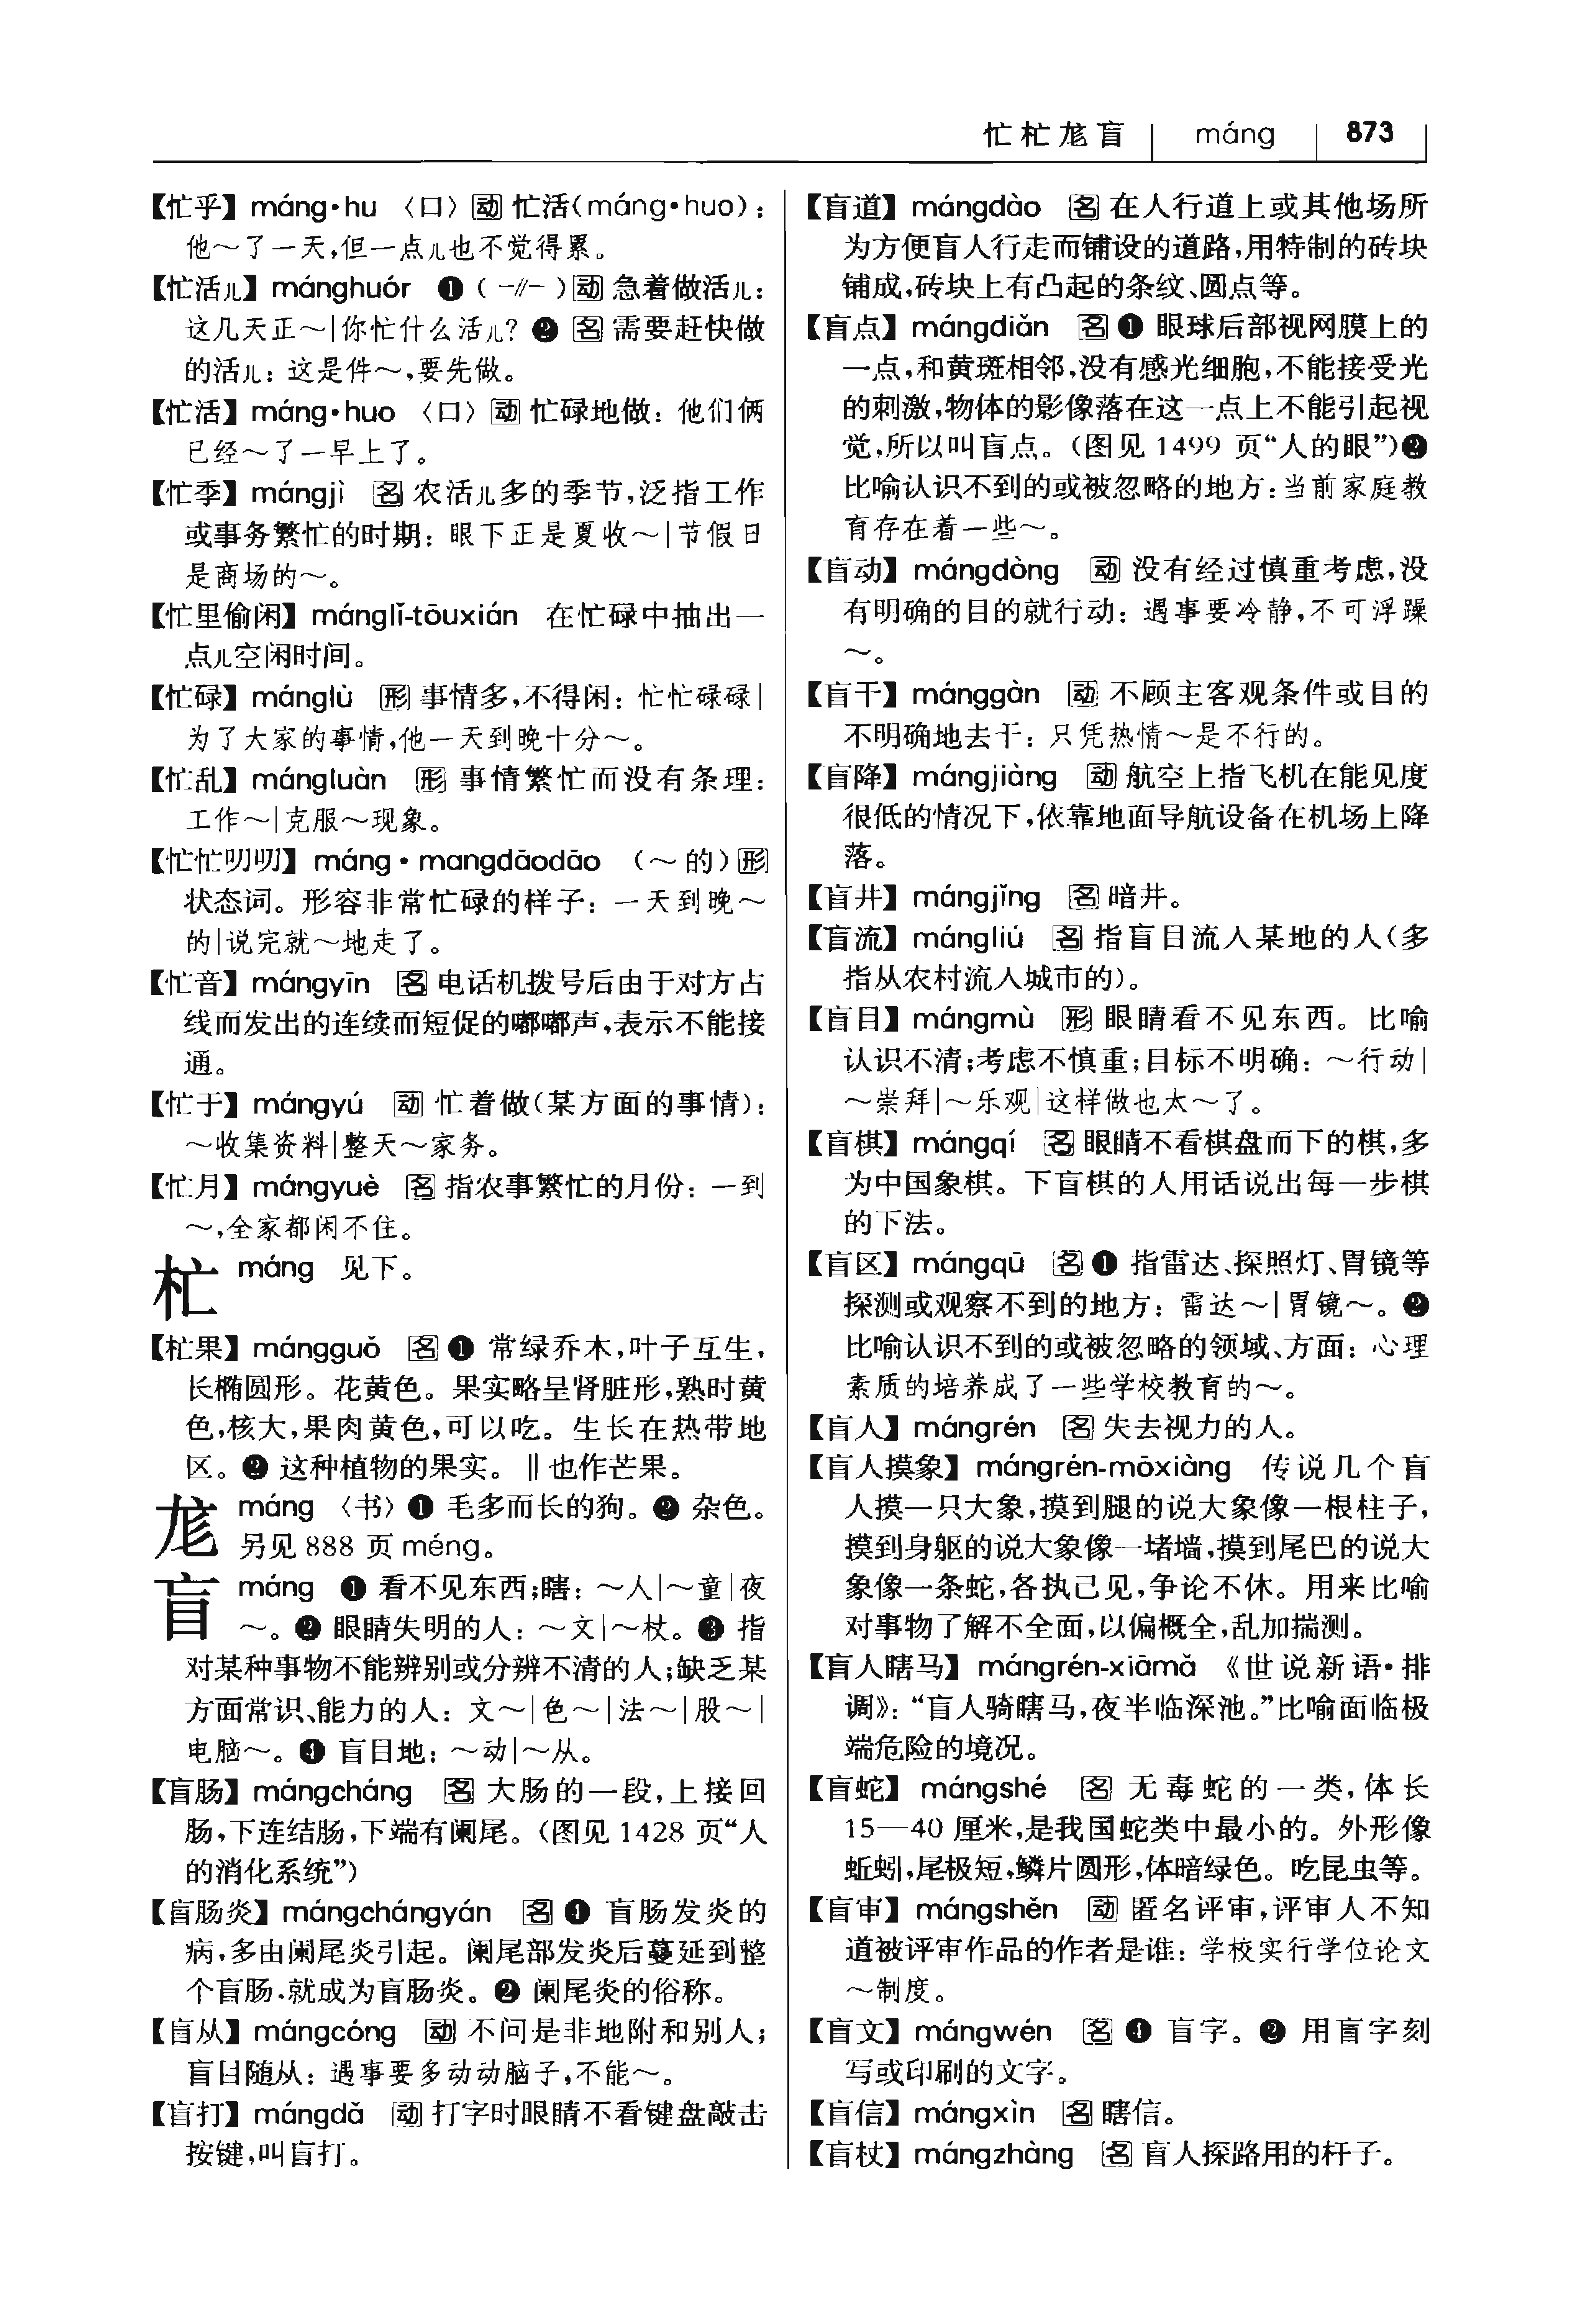 忙杧尨盲 máng 873
【忙乎】 máng·hu 〈口〉 动 忙活(máng·huo):
他～了一天,但一点儿也不觉得累。
【忙活儿】 mánghuór ❶ ( -//- ) 动 急着做活儿:
这几天正～|你忙什么活儿? ❷ 名 需要赶快做
的活儿: 这是件～,要先做。
【忙活】 máng·huo 〈口〉 动 忙碌地做: 他们俩
已经～了一早上了。
【忙季】 mángjì 名 农活儿多的季节,泛指工作
或事务繁忙的时期: 眼下正是夏收～|节假日
是商场的～。
【忙里偷闲】 mánglǐ-tōuxián 在忙碌中抽出一
点儿空闲时间。
【忙碌】 mánglù 形 事情多,不得闲: 忙忙碌碌|
为了大家的事情,他一天到晚十分～。
【忙乱】 mángluàn 形 事情繁忙而没有条理:
工作～|克服～现象。
【忙忙叨叨】 máng·mangdāodāo (～的) 形
状态词。形容非常忙碌的样子: 一天到晚～
的|说完就～地走了。
【忙音】 mángyīn 名 电话机拨号后由于对方占
线而发出的连续而短促的嘟嘟声,表示不能接
通。
【忙于】 mángyú 动 忙着做(某方面的事情):
～收集资料|整天～家务。
【忙月】 mángyuè 名 指农事繁忙的月份: 一到
～,全家都闲不住。
杧 máng 见下。
【杧果】 mángguǒ 名 ❶ 常绿乔木,叶子互生,
长椭圆形。花黄色。果实略呈肾脏形,熟时黄
色,核大,果肉黄色,可以吃。生长在热带地
区。❷ 这种植物的果实。‖也作芒果。
尨 máng 〈书〉 ❶ 毛多而长的狗。❷ 杂色。
另见 888 页 méng。
盲 máng ❶ 看不见东西;瞎: ～人|～童|夜
～。❷ 眼睛失明的人: ～文|～杖。❸ 指
对某种事物不能辨别或分辨不清的人;缺乏某
方面常识、能力的人: 文～|色～|法～|股～|
电脑～。❹ 盲目地: ～动|～从。
【盲肠】 mángcháng 名 大肠的一段,上接回
肠,下连结肠,下端有阑尾。(图见 1428 页“人
的消化系统”)
【盲肠炎】 mángchángyán 名 ❶ 盲肠发炎的
病,多由阑尾炎引起。阑尾部发炎后蔓延到整
个盲肠,就成为盲肠炎。❷ 阑尾炎的俗称。
【盲从】 mángcóng 动 不问是非地附和别人;
盲目随从: 遇事要多动动脑子,不能～。
【盲打】 mángdǎ 动 打字时眼睛不看键盘敲击
按键,叫盲打。
【盲道】 mángdào 名 在人行道上或其他场所
为方便盲人行走而铺设的道路,用特制的砖块
铺成,砖块上有凸起的条纹、圆点等。
【盲点】 mángdiǎn 名 ❶ 眼球后部视网膜上的
一点,和黄斑相邻,没有感光细胞,不能接受光
的刺激,物体的影像落在这一点上不能引起视
觉,所以叫盲点。(图见 1499 页“人的眼”)❷
比喻认识不到的或被忽略的地方: 当前家庭教
育存在着一些～。
【盲动】 mángdòng 动 没有经过慎重考虑,没
有明确的目的就行动: 遇事要冷静,不可浮躁
～。
【盲干】 mánggàn 动 不顾主客观条件或目的
不明确地去干: 只凭热情～是不行的。
【盲降】 mángjiàng 动 航空上指飞机在能见度
很低的情况下,依靠地面导航设备在机场上降
落。
【盲井】 mángjǐng 名 暗井。
【盲流】 mángliú 名 指盲目流入某地的人(多
指从农村流入城市的)。
【盲目】 mángmù 形 眼睛看不见东西。比喻
认识不清;考虑不慎重;目标不明确: ～行动|
～崇拜|～乐观|这样做也太～了。
【盲棋】 mángqí 名 眼睛不看棋盘而下的棋,多
为中国象棋。下盲棋的人用话说出每一步棋
的下法。
【盲区】 mángqū 名 ❶ 指雷达、探照灯、胃镜等
探测或观察不到的地方: 雷达～|胃镜～。❷
比喻认识不到的或被忽略的领域、方面: 心理
素质的培养成了一些学校教育的～。
【盲人】 mángrén 名 失去视力的人。
【盲人摸象】 mángrén-mōxiàng 传说几个盲
人摸一只大象,摸到腿的说大象像一根柱子,
摸到身躯的说大象像一堵墙,摸到尾巴的说大
象像一条蛇,各执己见,争论不休。用来比喻
对事物了解不全面,以偏概全,乱加揣测。
【盲人瞎马】 mángrén-xiāmǎ 《世说新语·排
调》: “盲人骑瞎马,夜半临深池。”比喻面临极
端危险的境况。
【盲蛇】 mángshé 名 无毒蛇的一类,体长
15—40 厘米,是我国蛇类中最小的。外形像
蚯蚓,尾极短,鳞片圆形,体暗绿色。吃昆虫等。
【盲审】 mángshěn 动 匿名评审,评审人不知
道被评审作品的作者是谁: 学校实行学位论文
～制度。
【盲文】 mángwén 名 ❶ 盲字。❷ 用盲字刻
写或印刷的文字。
【盲信】 mángxìn 名 瞎信。
【盲杖】 mángzhàng 名 盲人探路用的杆子。